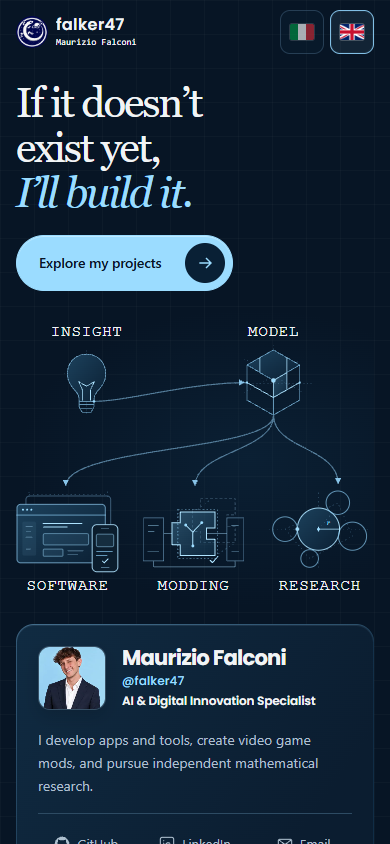 falker47
Maurizio Falconi
If it doesn’t
exist yet,
I’ll build it.
Explore my projects
INSIGHT
MODEL
SOFTWARE
MODDING
RESEARCH
Maurizio Falconi
@falker47
AI & Digital Innovation Specialist
I develop apps and tools, create video game
mods, and pursue independent mathematical
research.
GitHub
LinkedIn
Email